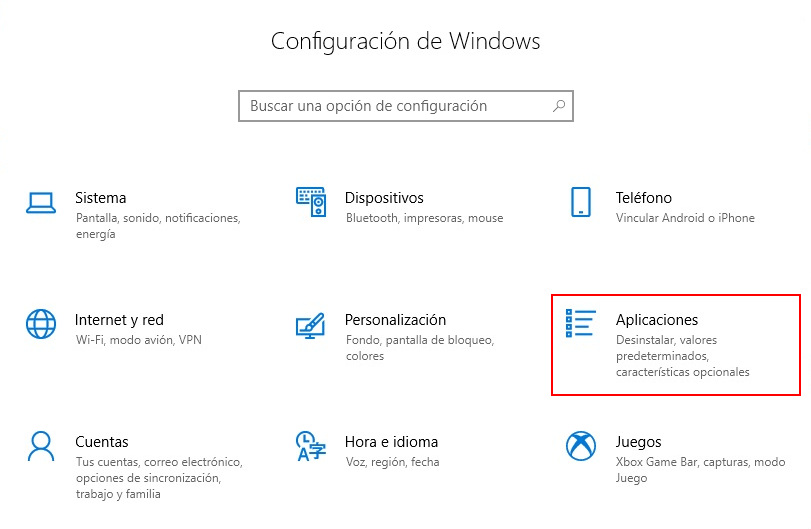 Configuración de Windows
Buscar una opción de configuración
Sistema
Pantalla, sonido, notificaciones,
energía
Dispositivos
Bluetooth, impresoras, mouse
Teléfono
Vincular Android o iPhone
Internet y red
Wi-Fi, modo avión, VPN
Personalización
Fondo, pantalla de bloqueo,
colores
Aplicaciones
Desinstalar, valores
predeterminados,
características opcionales
Cuentas
Tus cuentas, correo electrónico,
opciones de sincronización,
trabajo y familia
Hora e idioma
Voz, región, fecha
Juegos
Xbox Game Bar, capturas, modo
Juego